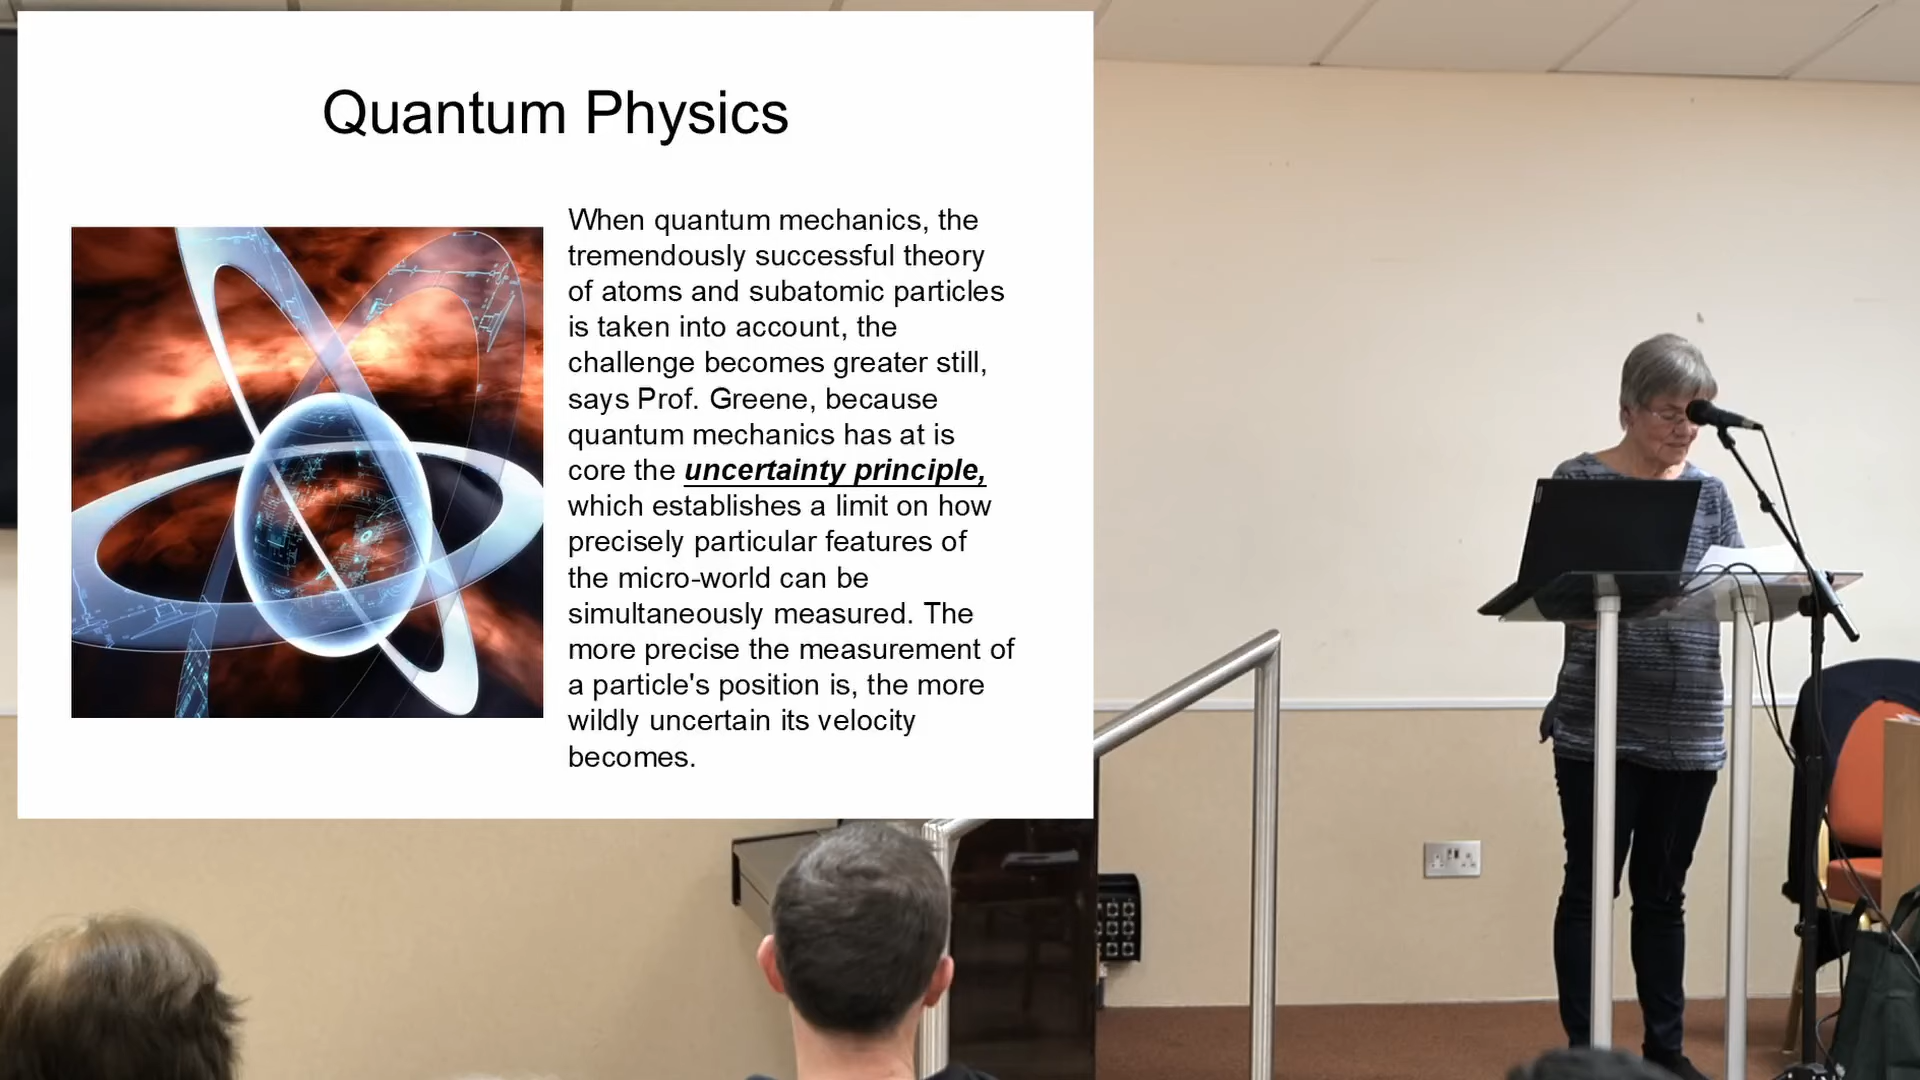 Quantum Physics
When quantum mechanics, the
tremendously successful theory
of atoms and subatomic particles
is taken into account, the
challenge becomes greater still,
says Prof. Greene, because
quantum mechanics has at is
core the uncertainty principle,
which establishes a limit on how
precisely particular features of
the micro-world can be
simultaneously measured. The
more precise the measurement of
a particle's position is, the more
wildly uncertain its velocity
becomes.